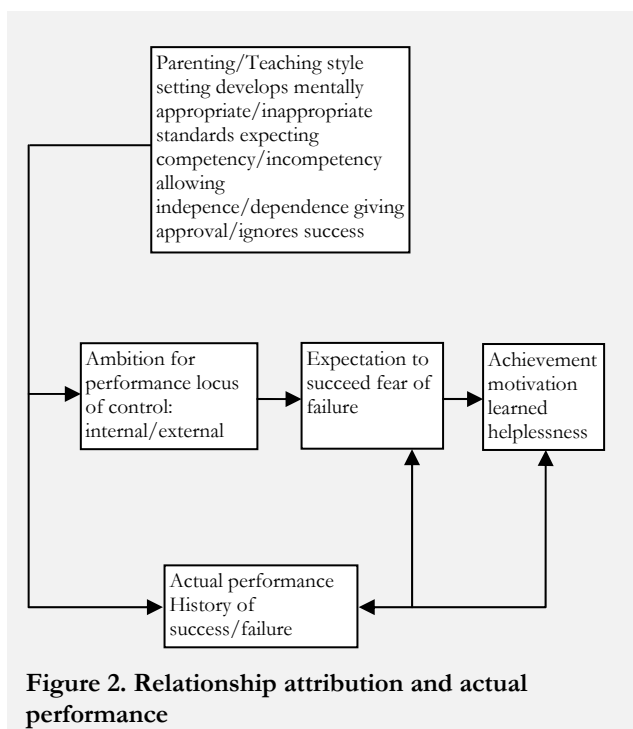 Parenting/Teaching style
setting develops mentally
appropriate/inappropriate
standards expecting
competency/incompetency
allowing
indepence/dependence giving
approval/ignores success
Ambition for
performance locus
of control:
internal/external
Expectation to
succeed fear of
failure
Achievement
motivation
learned
helplessness
Actual performance
History of
success/failure
Figure 2. Relationship attribution and actual
performance